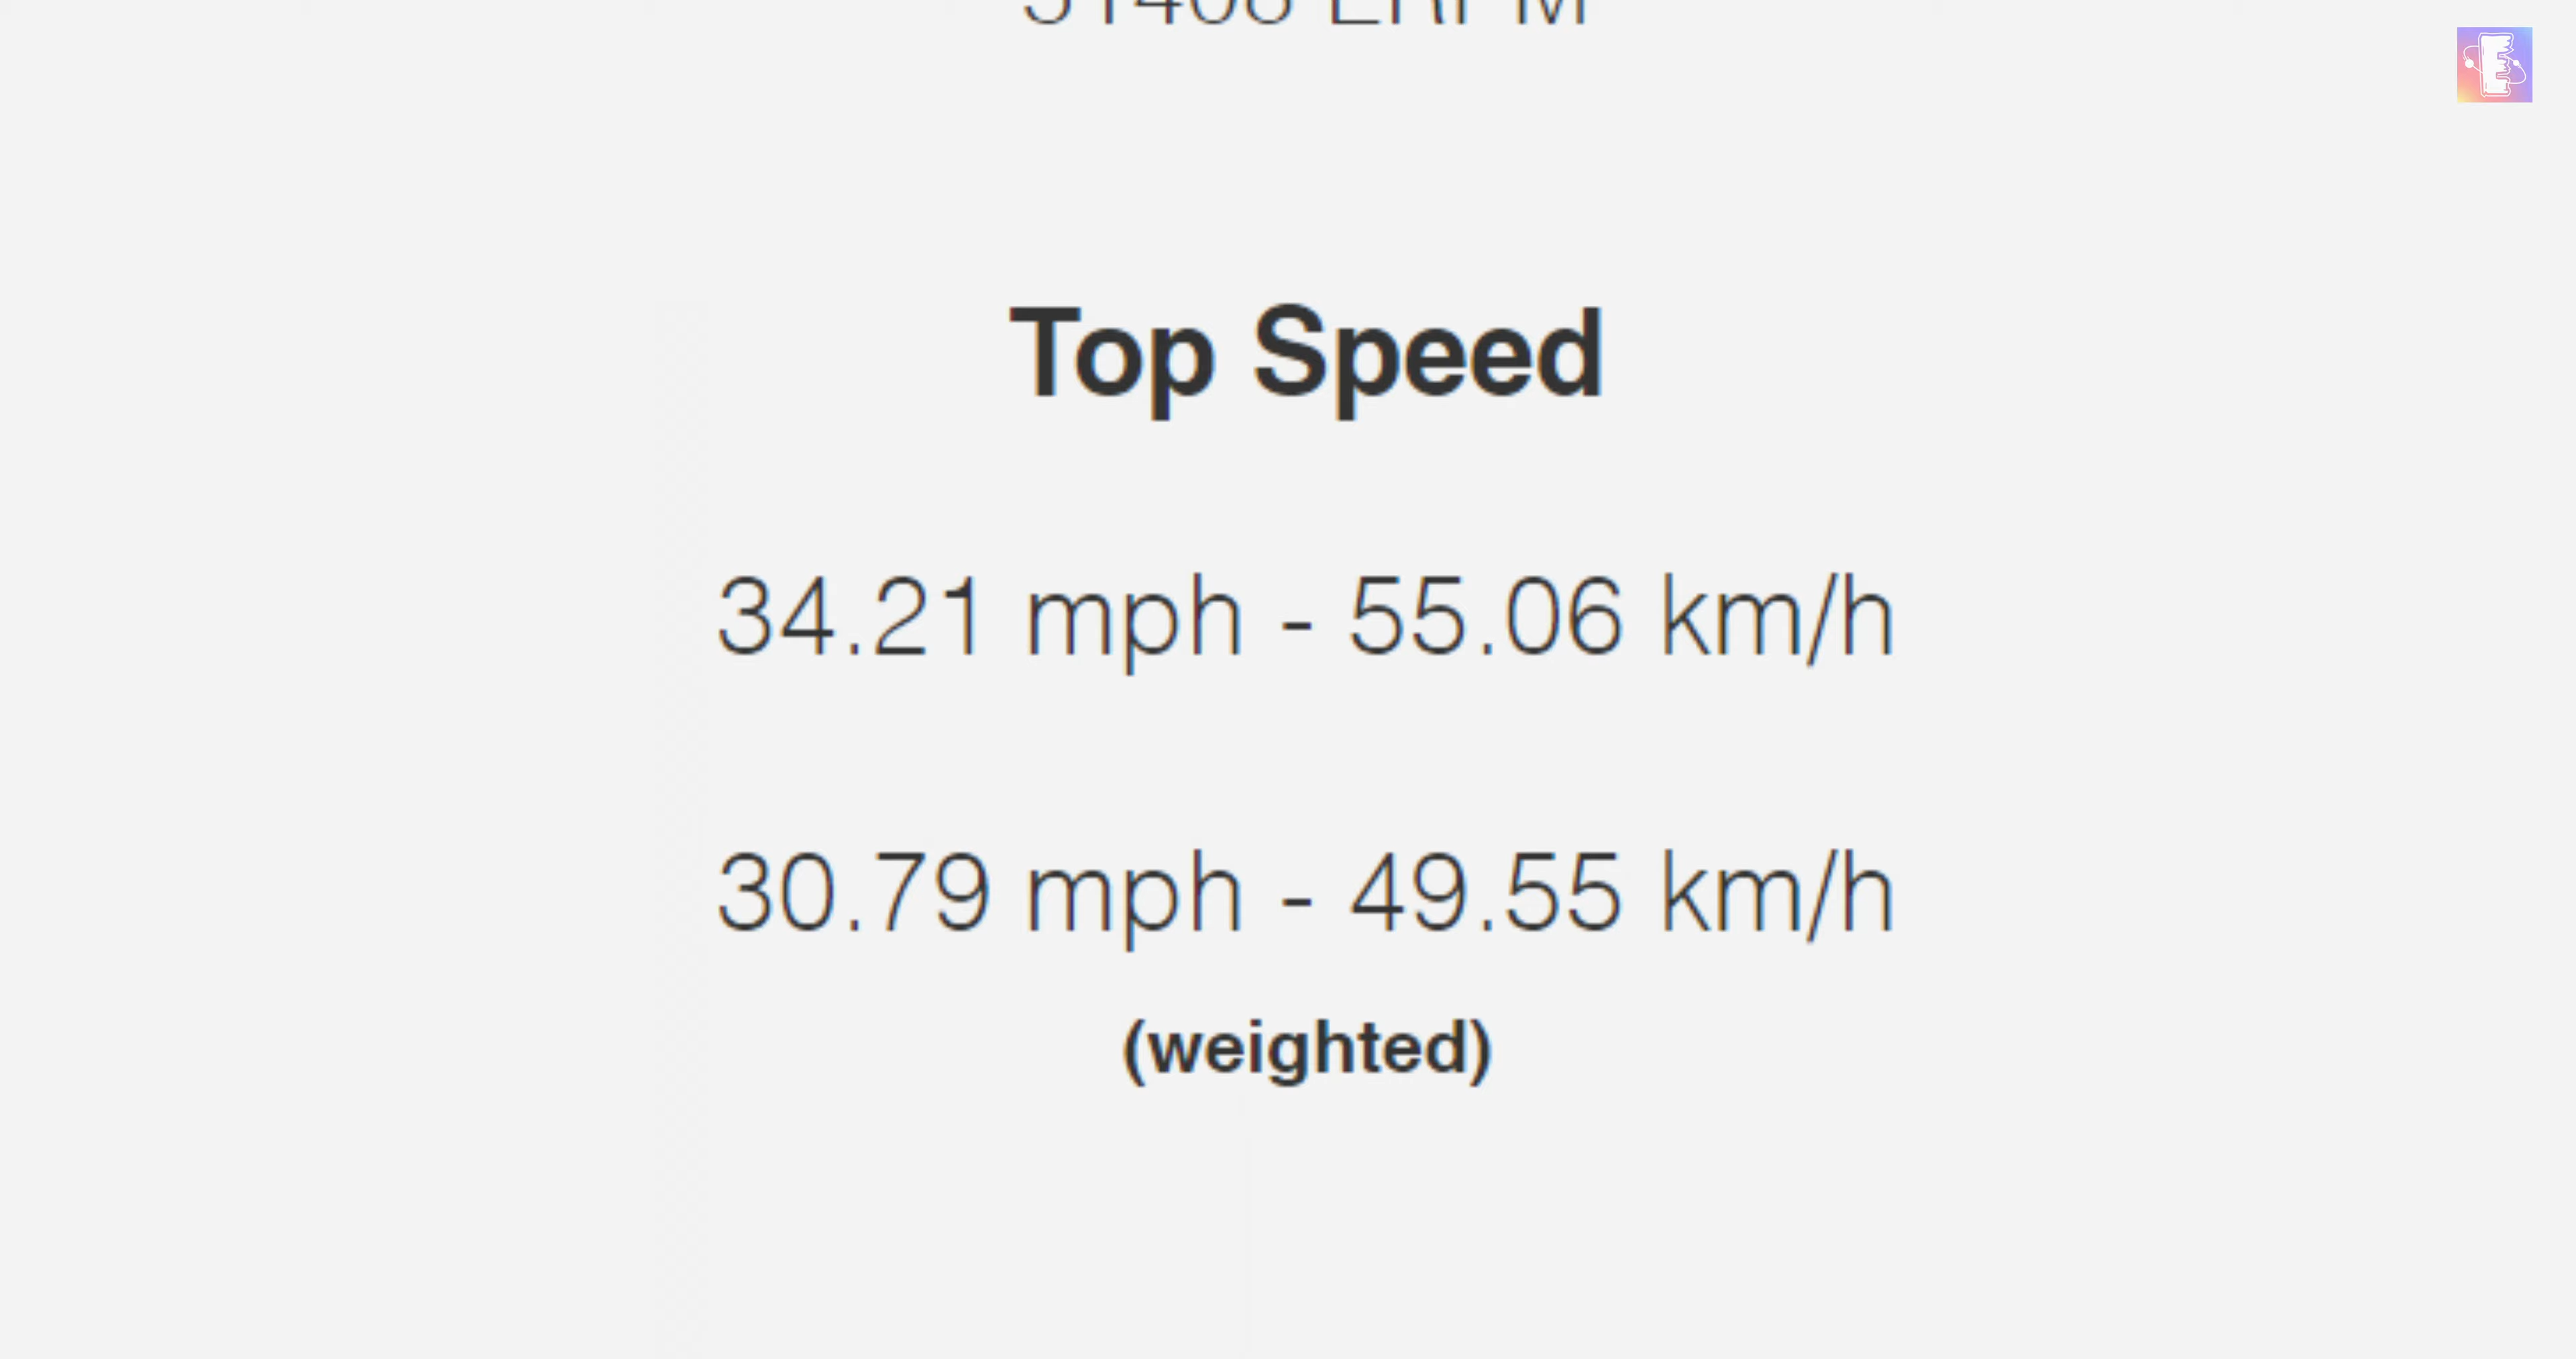 Top Speed
34.21 mph - 55.06 km/h
30.79 mph - 49.55 km/h
(weighted)